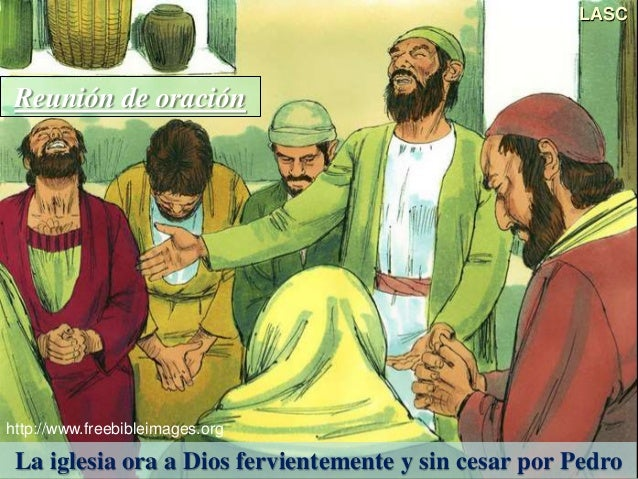 LASC
Reunión de oración
http://www.freebibleimages.org
La iglesia ora a Dios fervientemente y sin cesar por Pedro